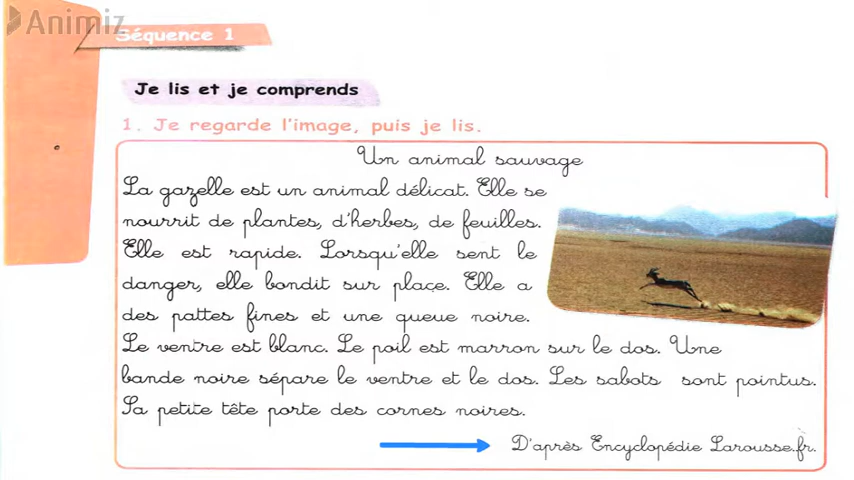 Animiz
Séquence 1
Je lis et je comprends
1. Je regarde l'image, puis je lis.
Un animal sauvage
La gazelle est un animal délicat. Elle se
nourrit de plantes, d'herbes, de feuilles.
Elle est rapide. Lorsqu'elle sent le
danger, elle bondit sur place. Elle a
des pattes fines et une queue noire.
Le ventre est blanc. Le poil est marron sur le dos. Une
bande noire sépare le ventre et le dos. Les sabots sont pointus.
Sa petite tête porte des cornes noires.
D'après Encyclopédie Larousse.fr.